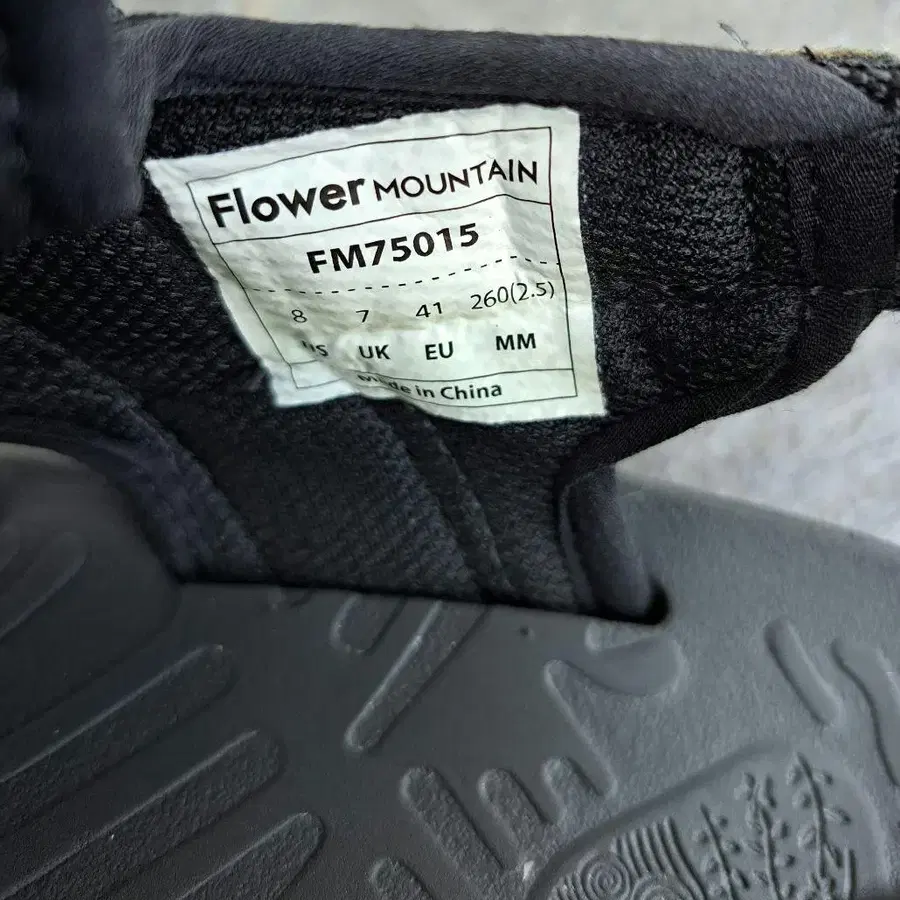 Flower MOUNTAIN
FM75015
8 7 41 260(2.5)
US UK EU MM
Made in China